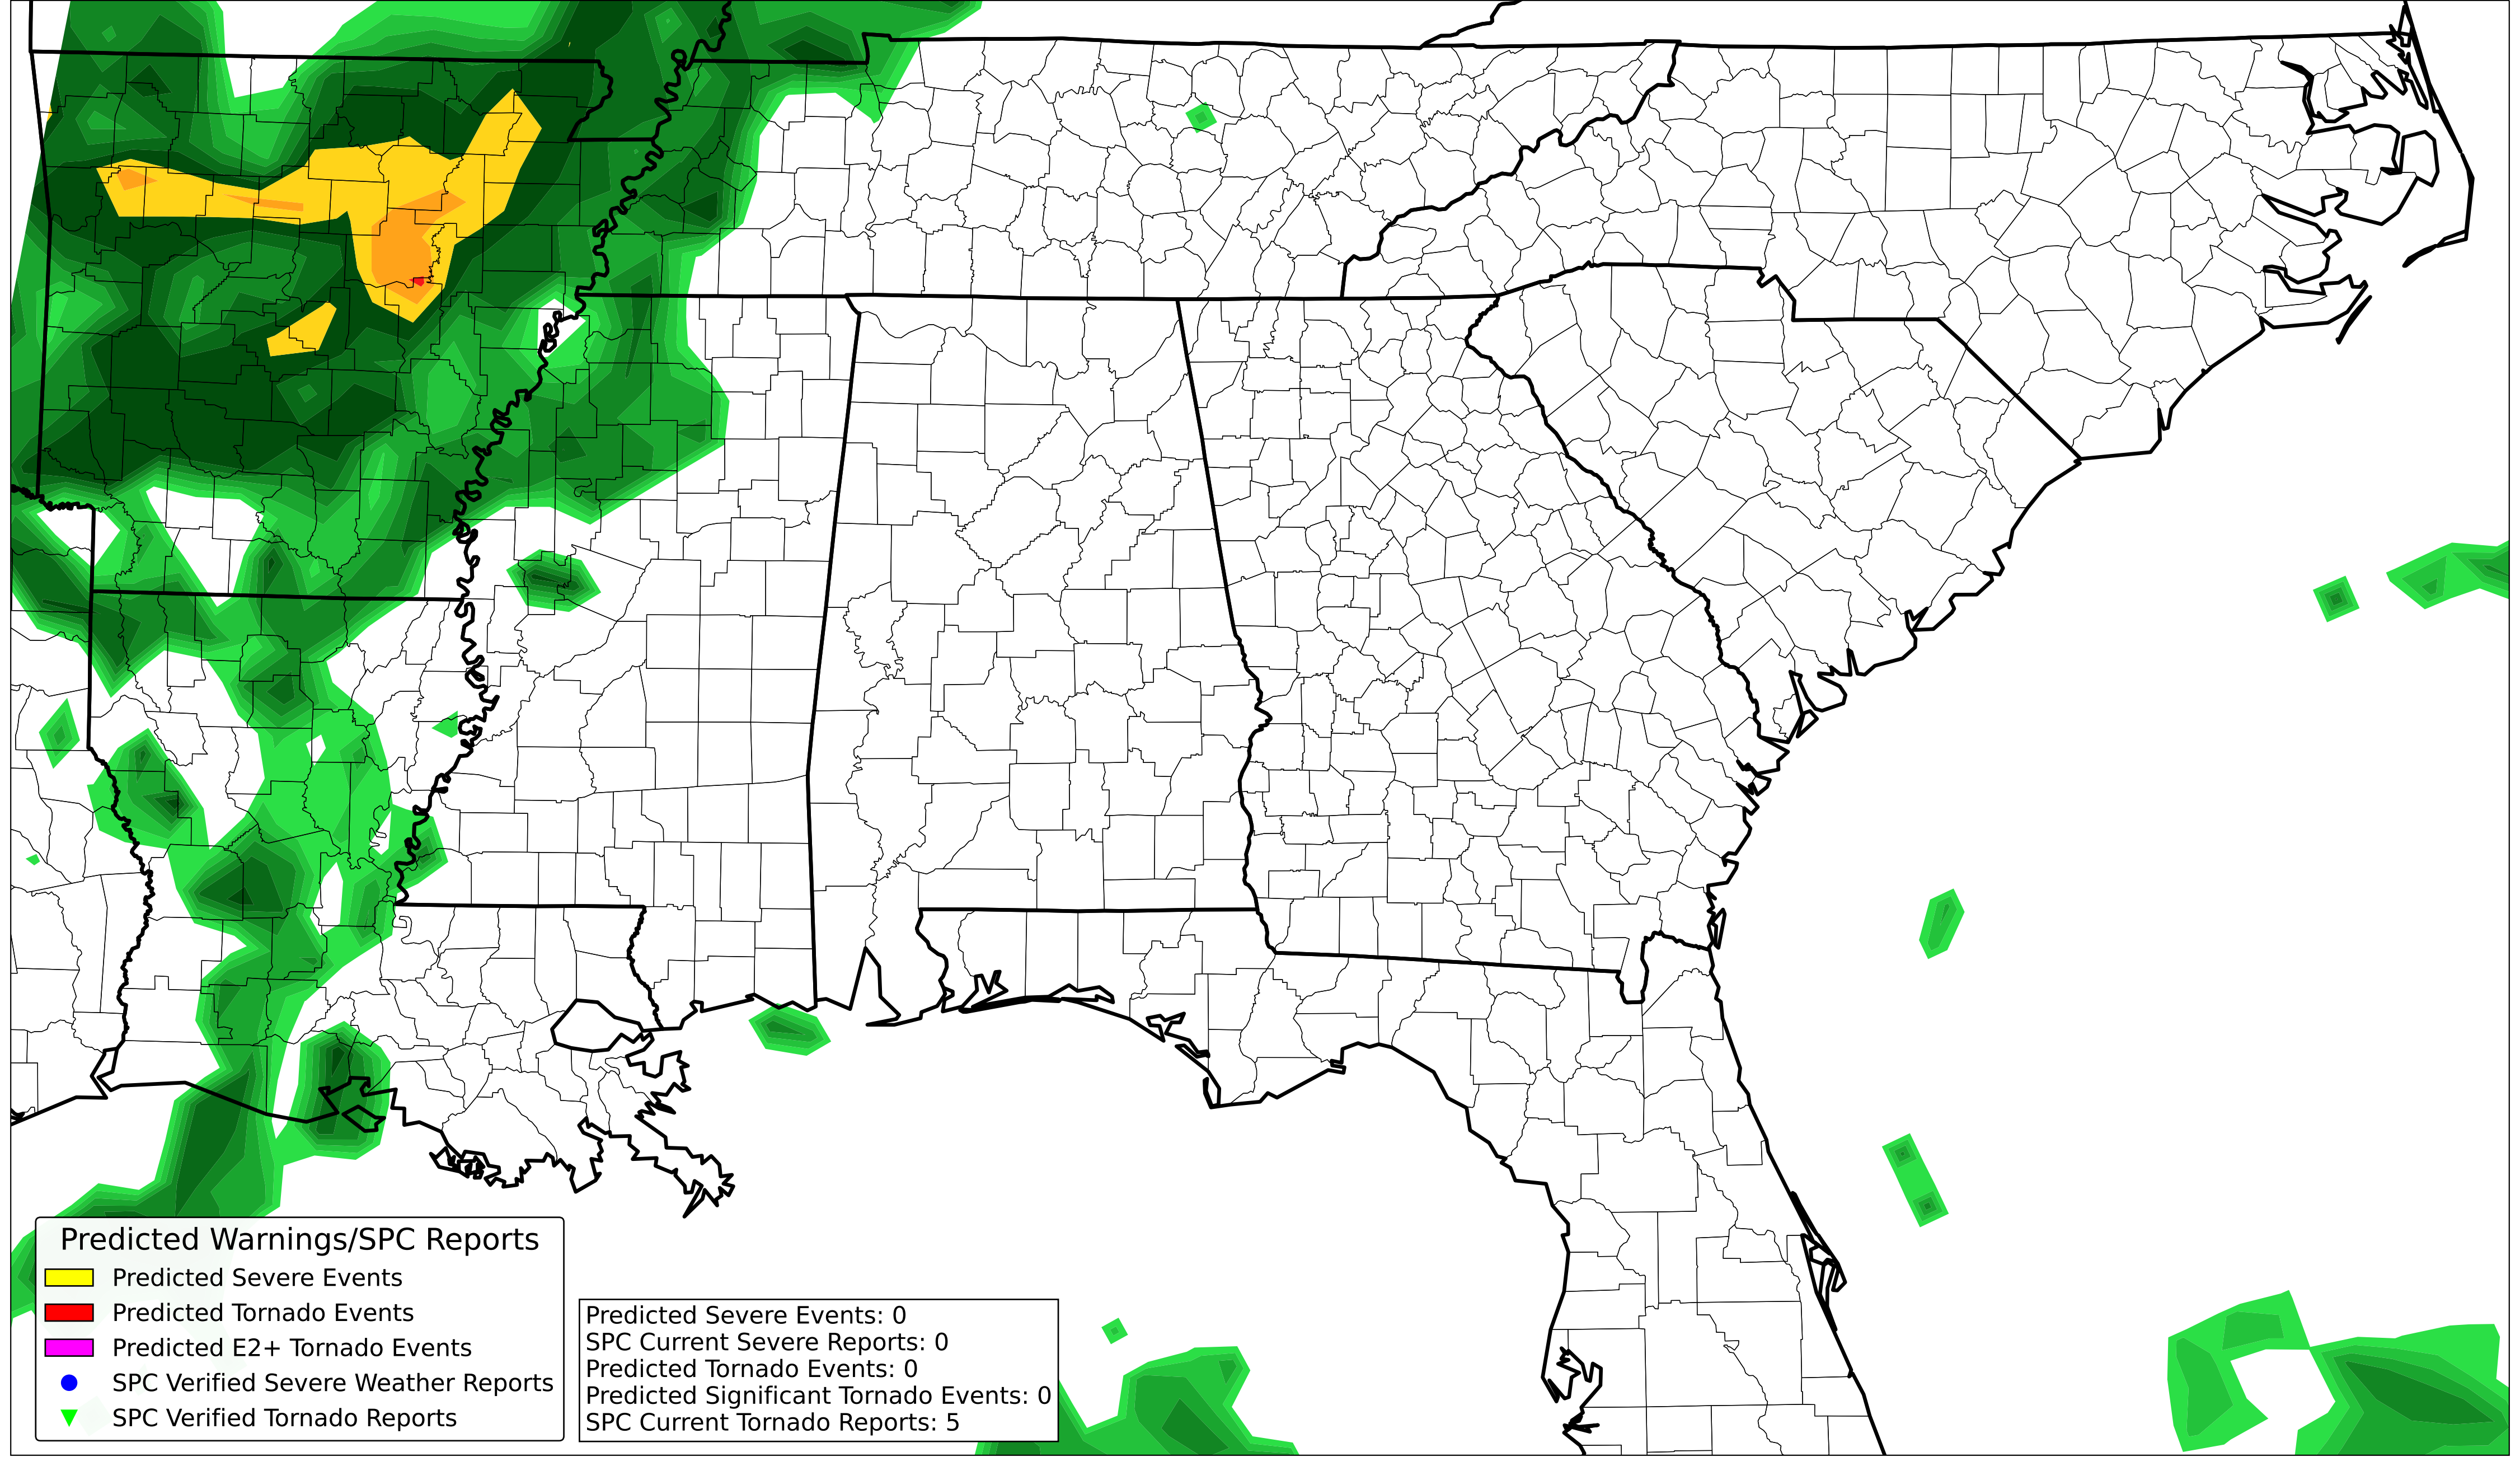 Predicted Warnings/SPC Reports
Predicted Severe Events
Predicted Tornado Events
Predicted E2+ Tornado Events
SPC Verified Severe Weather Reports
SPC Verified Tornado Reports
Predicted Severe Events: 0
SPC Current Severe Reports: 0
Predicted Tornado Events: 0
Predicted Significant Tornado Events: 0
SPC Current Tornado Reports: 5